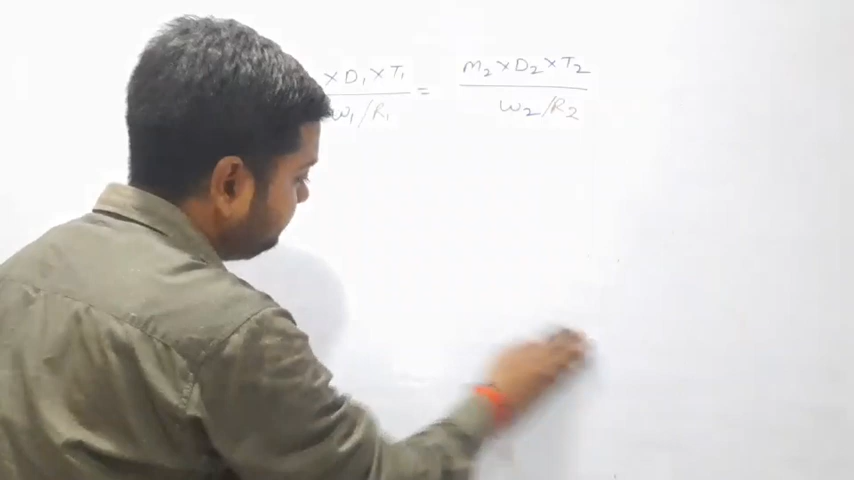 × D₁ × T₁ = M₂ × D₂ × T₂
W₁/R₁ W₂/R₂